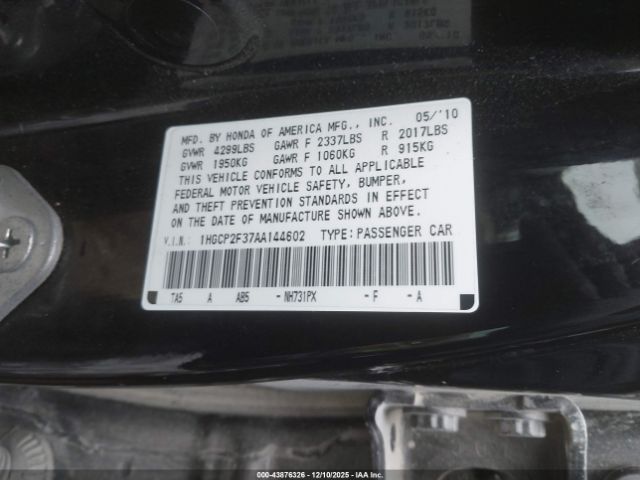 MFD. BY HONDA OF AMERICA MFG., INC. 05/'10
GVWR 4299LBS GAWR F 2337LBS R 2017LBS
GVWR 1950KG GAWR F 1060KG R 915KG
THIS VEHICLE CONFORMS TO ALL APPLICABLE
FEDERAL MOTOR VEHICLE SAFETY, BUMPER,
AND THEFT PREVENTION STANDARDS IN EFFECT
ON THE DATE OF MANUFACTURE SHOWN ABOVE.
V.I.N.: 1HGCP2F37AA144602 TYPE: PASSENGER CAR
TA5 A AB5 - NH731PX - F - A
000-43876326 - 12/10/2025 - IAAI.COM